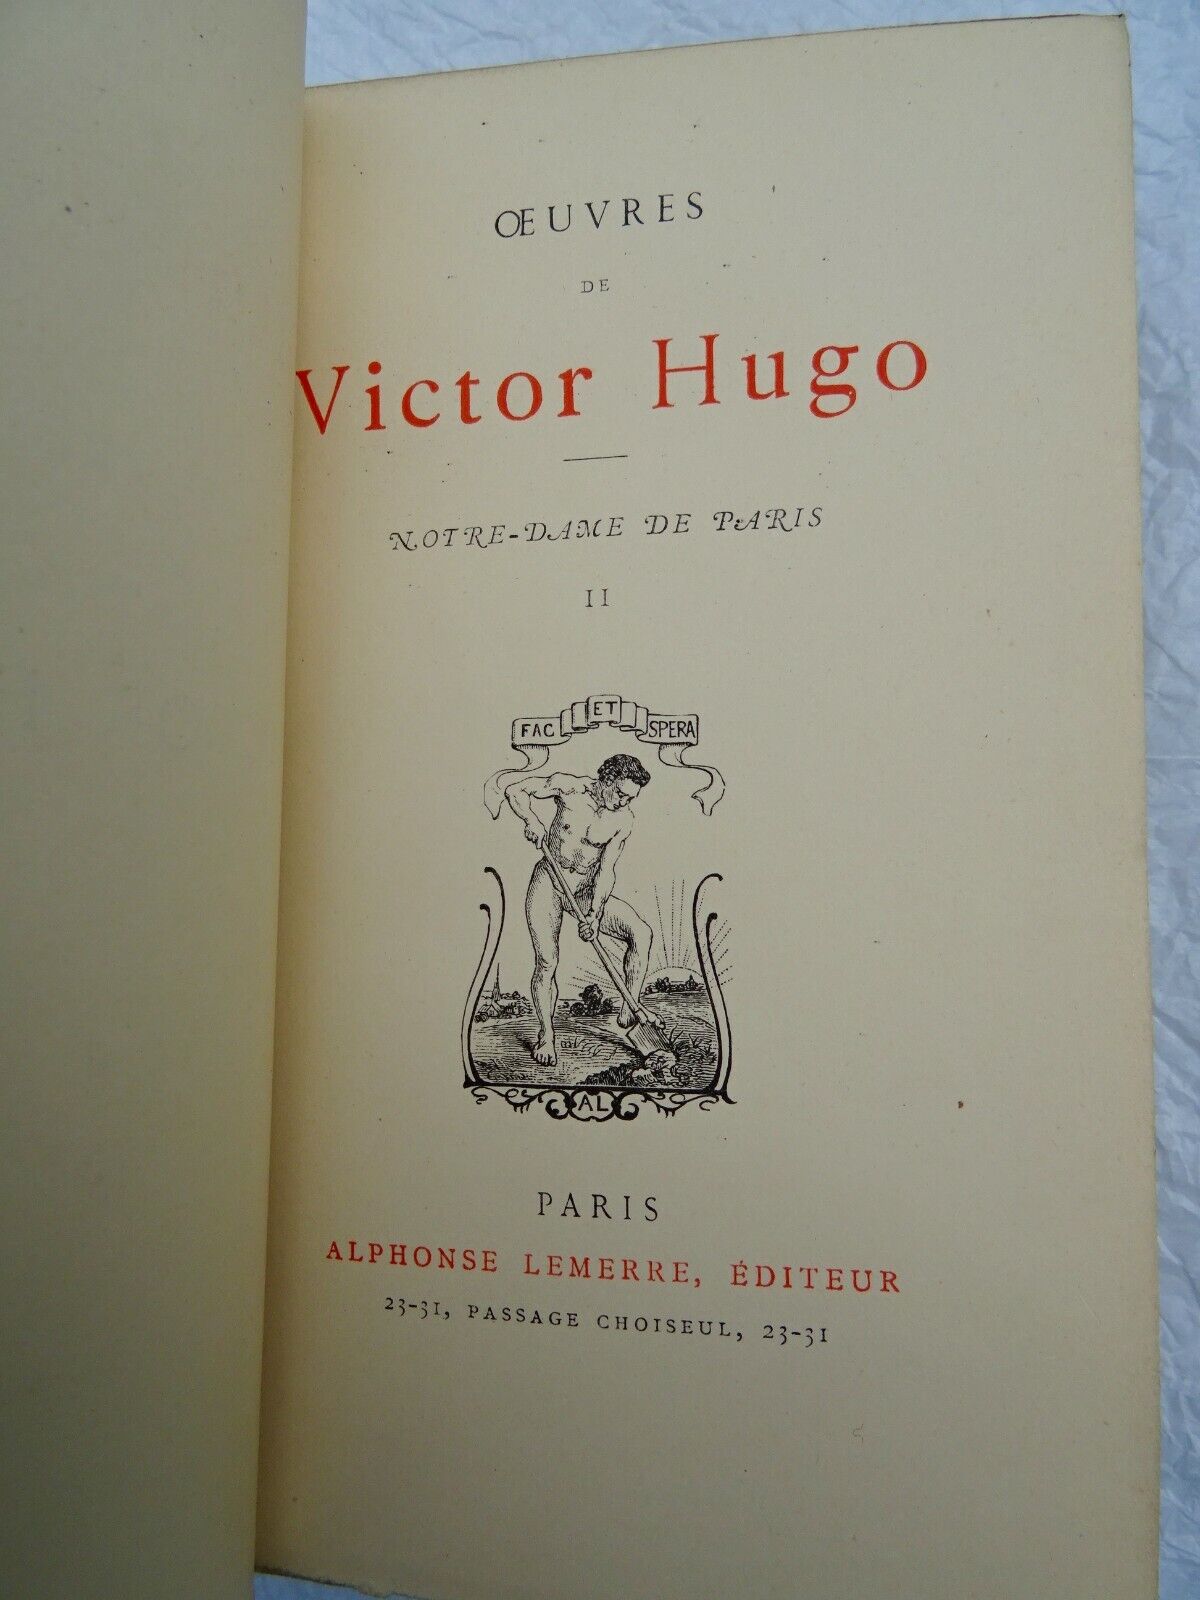 ŒUVRES
DE
Victor Hugo
NOTRE-DAME DE PARIS
II
FAC ET SPERA
AL
PARIS
ALPHONSE LEMERRE, ÉDITEUR
23-31, PASSAGE CHOISEUL, 23-31